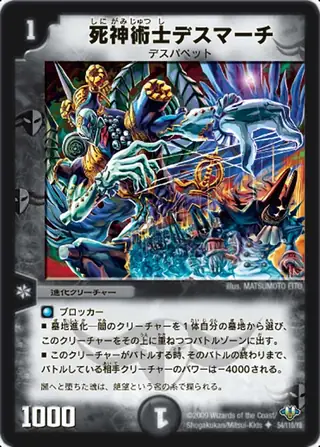 1
しにがみじゅつし
死神術士デスマーチ
デスパペット
illus. MATSUMOTO EITO
進化クリーチャー
ブロッカー
■墓地進化―闇のクリーチャーを1体自分の墓地から選び、
このクリーチャーをその上に重ねつつバトルゾーンに出す。
■このクリーチャーがバトルする時、そのバトルの終わりまで、
バトルしている相手クリーチャーのパワーは-4000される。
闇へと堕ちた魂は、絶望という名の糸で操られる。
1000
1
©2009 Wizards of the Coast/
Shogakukan/Mitsui-Kids